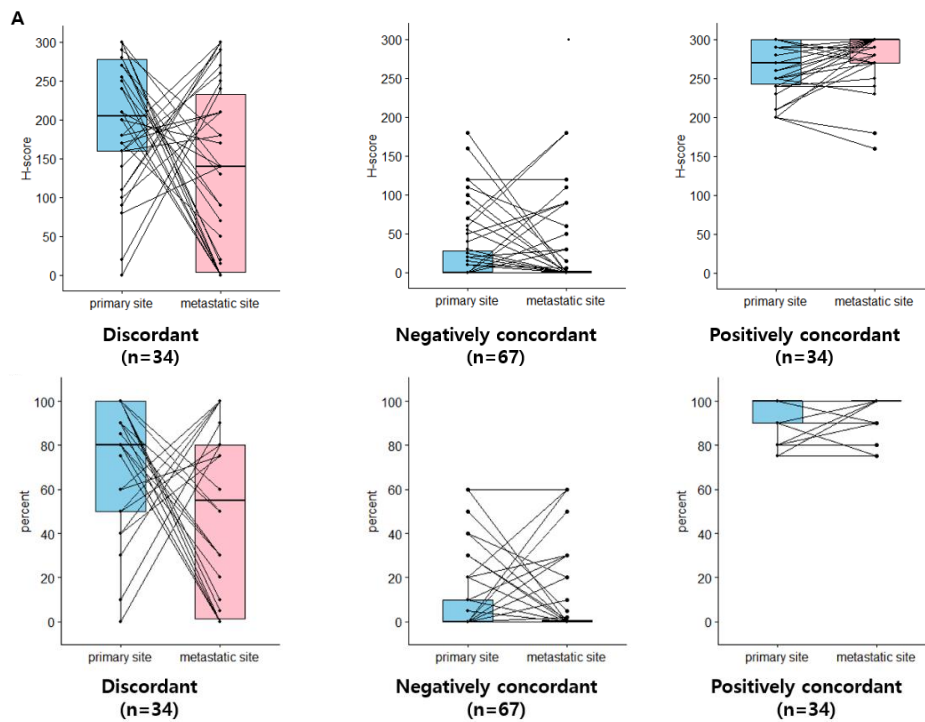 A
300
250
200
150
100
50
0
H-score
primary site metastatic site
Discordant
(n=34)
300
250
200
150
100
50
0
H-score
primary site metastatic site
Negatively concordant
(n=67)
300
250
200
150
100
50
0
H-score
primary site metastatic site
Positively concordant
(n=34)
100
80
60
40
20
0
percent
primary site metastatic site
Discordant
(n=34)
100
80
60
40
20
0
percent
primary site metastatic site
Negatively concordant
(n=67)
100
80
60
40
20
0
percent
primary site metastatic site
Positively concordant
(n=34)